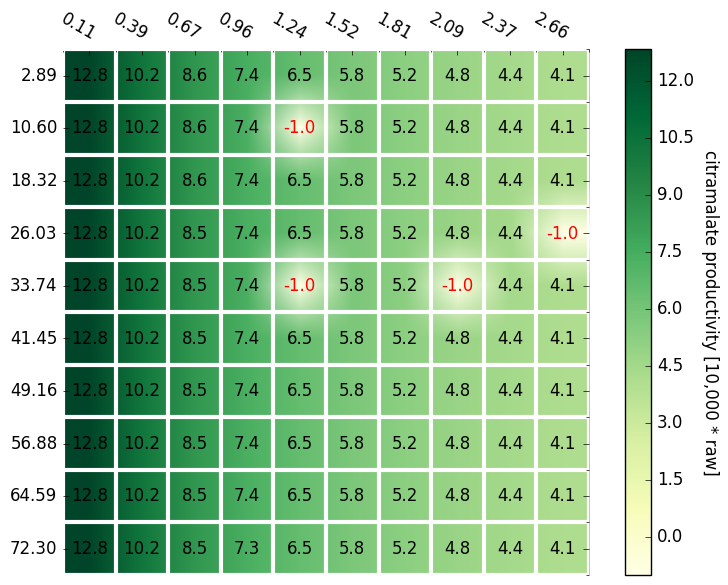 0.11 0.39 0.67 0.96 1.24 1.52 1.81 2.09 2.37 2.66
2.89 12.8 10.2 8.6 7.4 6.5 5.8 5.2 4.8 4.4 4.1
10.60 12.8 10.2 8.6 7.4 -1.0 5.8 5.2 4.8 4.4 4.1
18.32 12.8 10.2 8.6 7.4 6.5 5.8 5.2 4.8 4.4 4.1
26.03 12.8 10.2 8.5 7.4 6.5 5.8 5.2 4.8 4.4 -1.0
33.74 12.8 10.2 8.5 7.4 -1.0 5.8 5.2 -1.0 4.4 4.1
41.45 12.8 10.2 8.5 7.4 6.5 5.8 5.2 4.8 4.4 4.1
49.16 12.8 10.2 8.5 7.4 6.5 5.8 5.2 4.8 4.4 4.1
56.88 12.8 10.2 8.5 7.4 6.5 5.8 5.2 4.8 4.4 4.1
64.59 12.8 10.2 8.5 7.4 6.5 5.8 5.2 4.8 4.4 4.1
72.30 12.8 10.2 8.5 7.3 6.5 5.8 5.2 4.8 4.4 4.1
12.0
10.5
9.0
7.5
6.0
4.5
3.0
1.5
0.0
citramalate productivity [10,000 * raw]